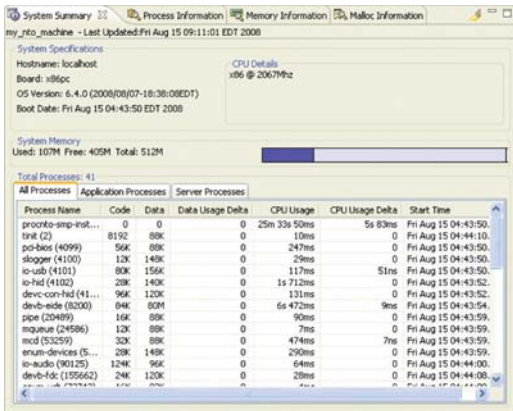 System Summary Process Information Memory Information Malloc Information
my_nto_machine - Last Updated:Fri Aug 15 09:11:01 EDT 2008
System Specifications
Hostname: localhost
Board: x86pc
OS Version: 6.4.0 (2008/08/07-18:38:08EDT)
Boot Date: Fri Aug 15 04:43:50 EDT 2008
CPU Details
x86 @ 2067Mhz
System Memory
Used: 107M Free: 405M Total: 512M
Total Processes: 41
All Processes Application Processes Server Processes
Process Name Code Data Data Usage Delta CPU Usage CPU Usage Delta Start Time
procnto-smp-inst... 0 0 0 25m 33s 50ms 5s 83ms Fri Aug 15 04:43:50.
tinit (2) 8192 88K 0 10ms 0 Fri Aug 15 04:44:10.
pci-bios (4099) 56K 88K 0 247ms 0 Fri Aug 15 04:43:50.
slogger (4100) 12K 148K 0 29ms 0 Fri Aug 15 04:43:50.
io-usb (4101) 80K 156K 0 117ms 51ns Fri Aug 15 04:43:50.
io-hid (4102) 28K 140K 0 1s 712ms 0 Fri Aug 15 04:43:52.
devc-con-hid (41... 96K 120K 0 131ms 0 Fri Aug 15 04:43:52.
devb-eide (8200) 84K 80M 0 6s 472ms 9ms Fri Aug 15 04:43:54.
pipe (20489) 16K 88K 0 90ms 0 Fri Aug 15 04:43:59.
mqueue (24586) 12K 88K 0 7ms 0 Fri Aug 15 04:43:59.
mcd (53259) 32K 88K 0 474ms 7ns Fri Aug 15 04:43:59.
enum-devices (5... 28K 148K 0 290ms 0 Fri Aug 15 04:43:59.
io-audio (90125) 124K 96K 0 64ms 0 Fri Aug 15 04:44:00.
devb-fdc (155662) 24K 120K 0 28ms 0 Fri Aug 15 04:44:08.